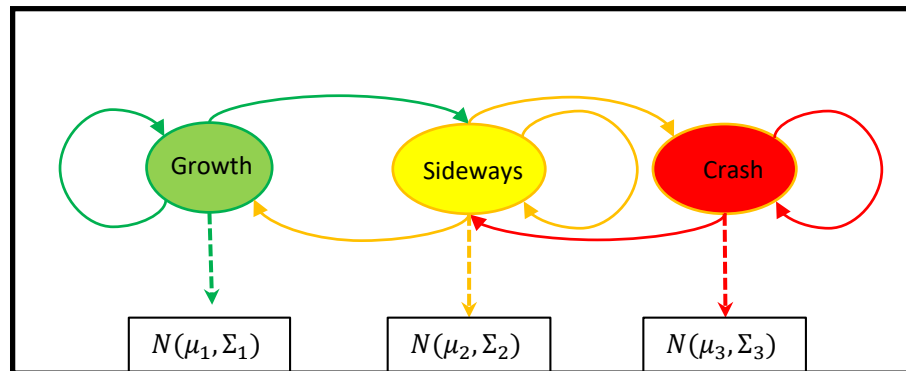 Growth
Sideways
Crash
N(μ₁, Σ₁)
N(μ₂, Σ₂)
N(μ₃, Σ₃)